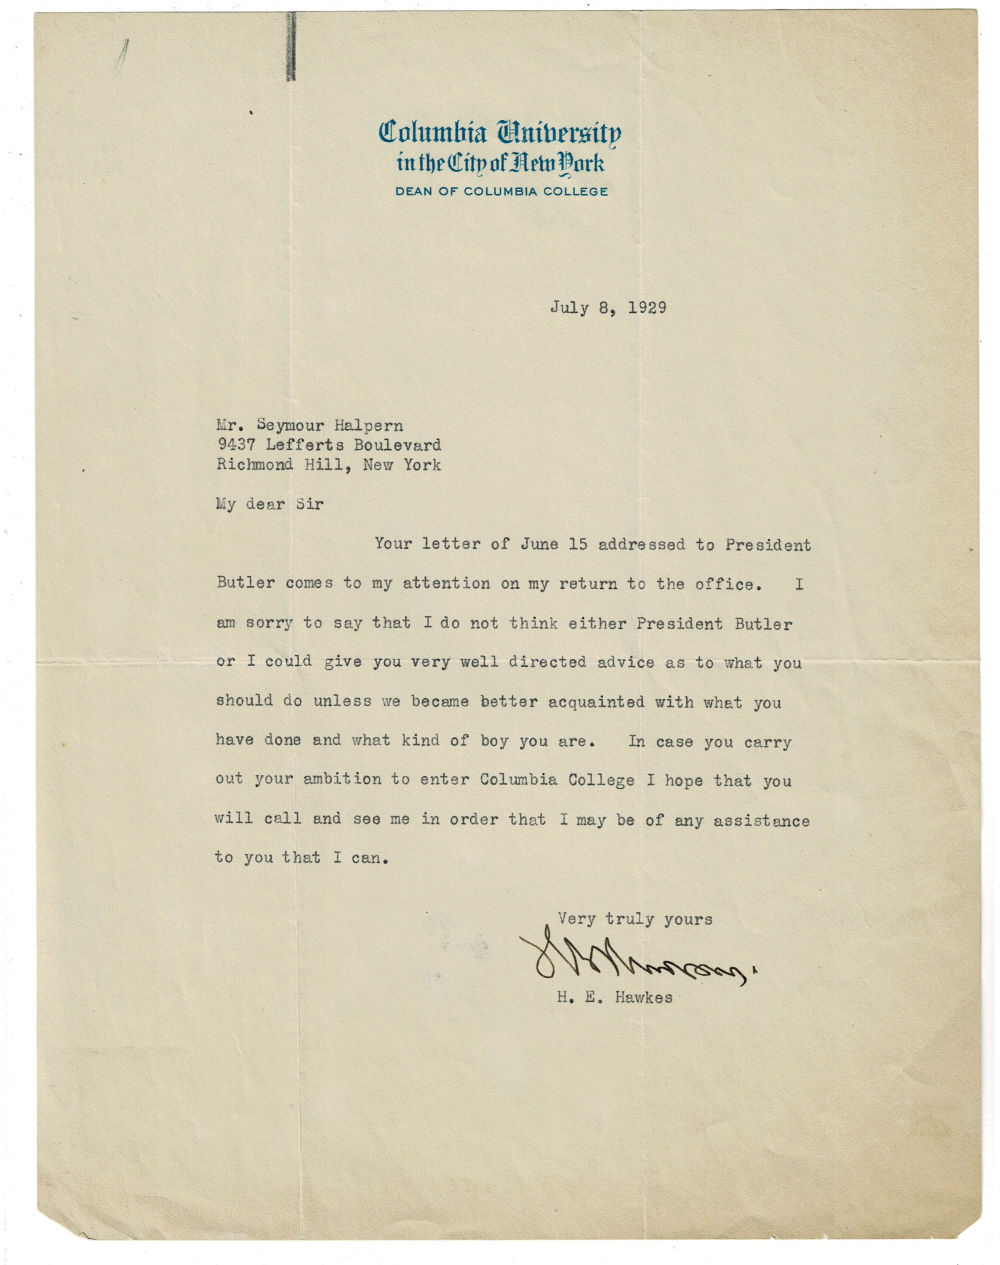 Columbia University
in the City of New York
DEAN OF COLUMBIA COLLEGE
July 8, 1929
Mr. Seymour Halpern
9437 Lefferts Boulevard
Richmond Hill, New York
My dear Sir
Your letter of June 15 addressed to President
Butler comes to my attention on my return to the office. I
am sorry to say that I do not think either President Butler
or I could give you very well directed advice as to what you
should do unless we became better acquainted with what you
have done and what kind of boy you are. In case you carry
out your ambition to enter Columbia College I hope that you
will call and see me in order that I may be of any assistance
to you that I can.
Very truly yours
H. E. Hawkes